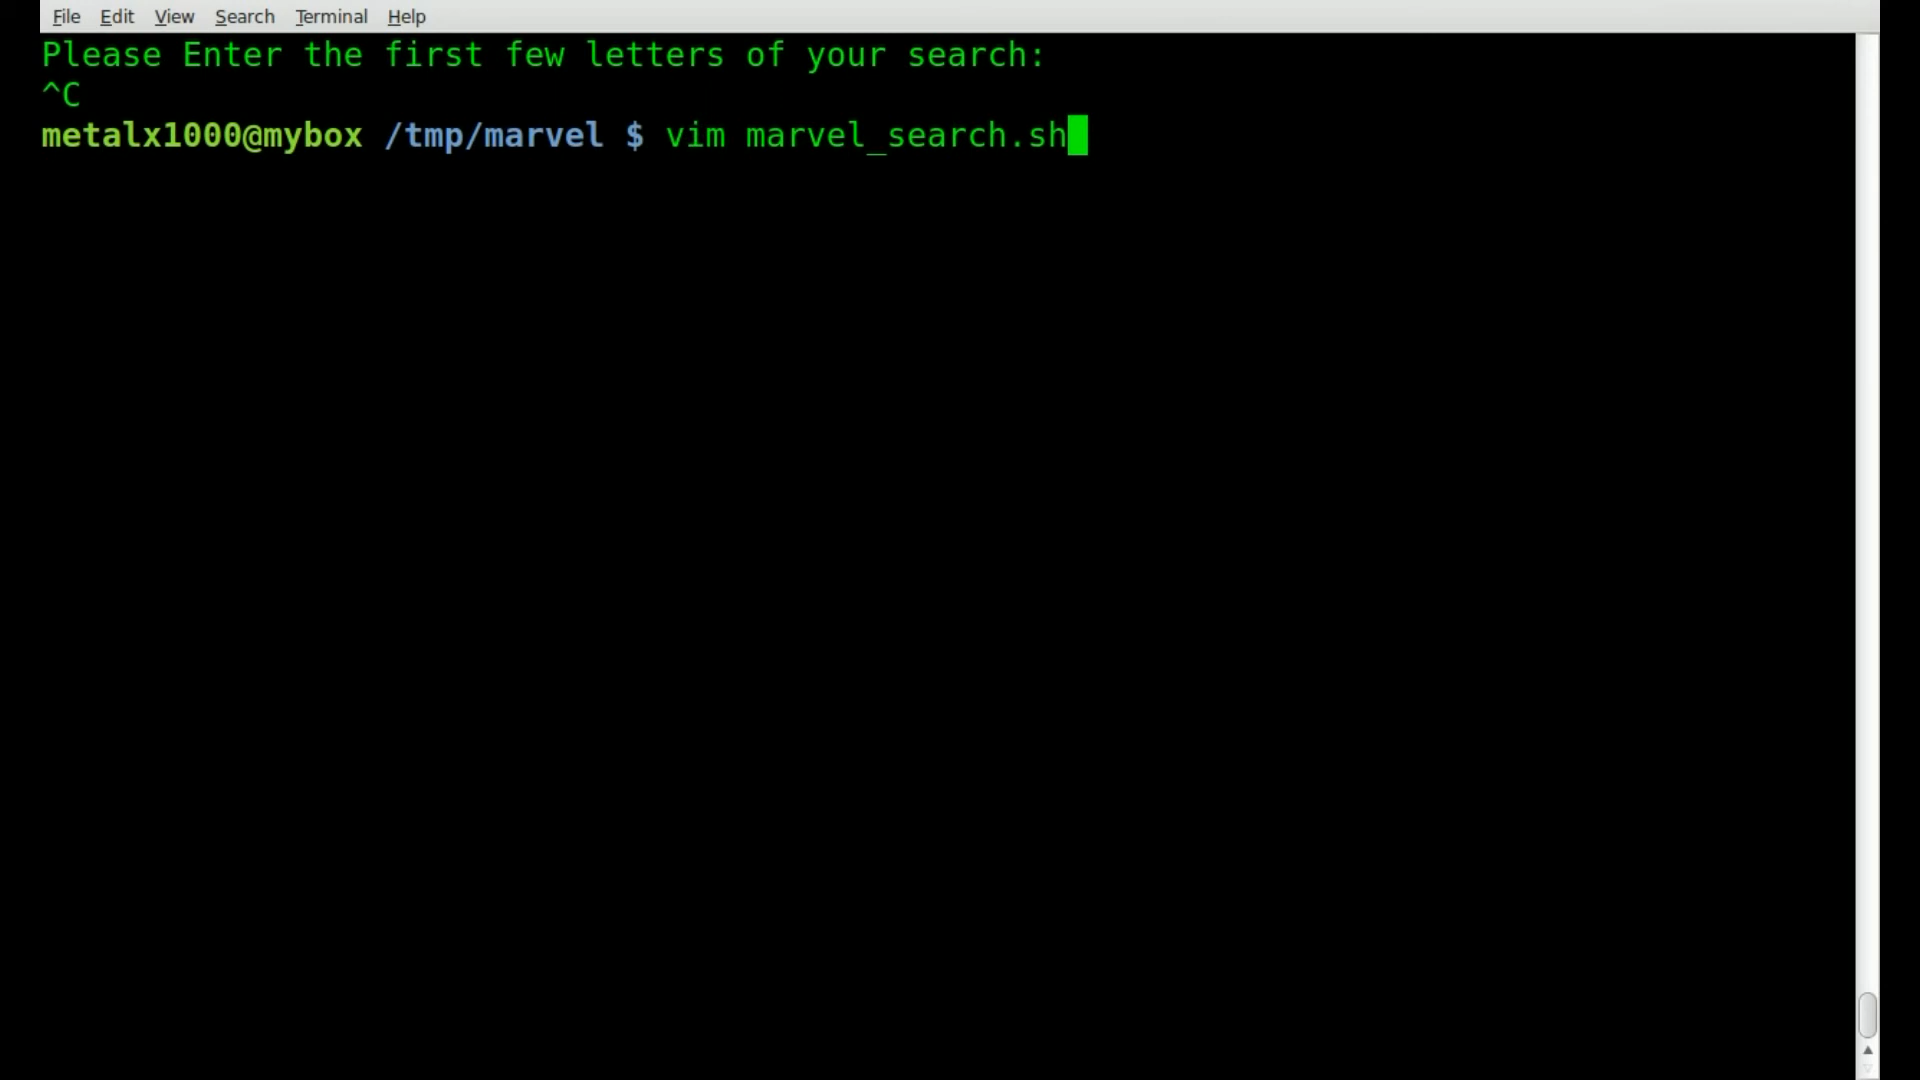 File Edit View Search Terminal Help
Please Enter the first few letters of your search:
^C
metalx1000@mybox /tmp/marvel $ vim marvel_search.sh